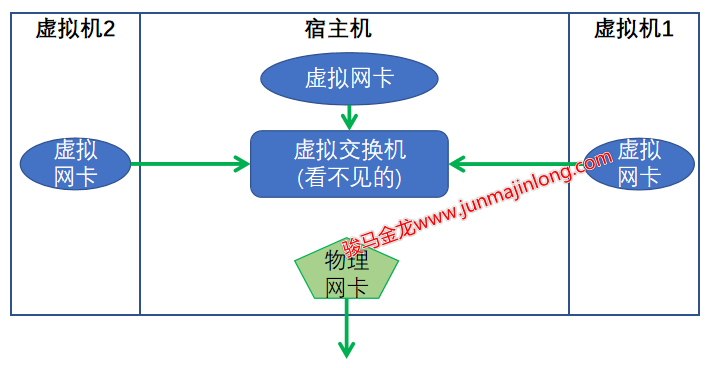 虚拟机2
宿主机
虚拟机1
虚拟网卡
虚拟
网卡
虚拟交换机
(看不见的)
虚拟
网卡
骏马金龙www.junmajinlong.com
物理
网卡